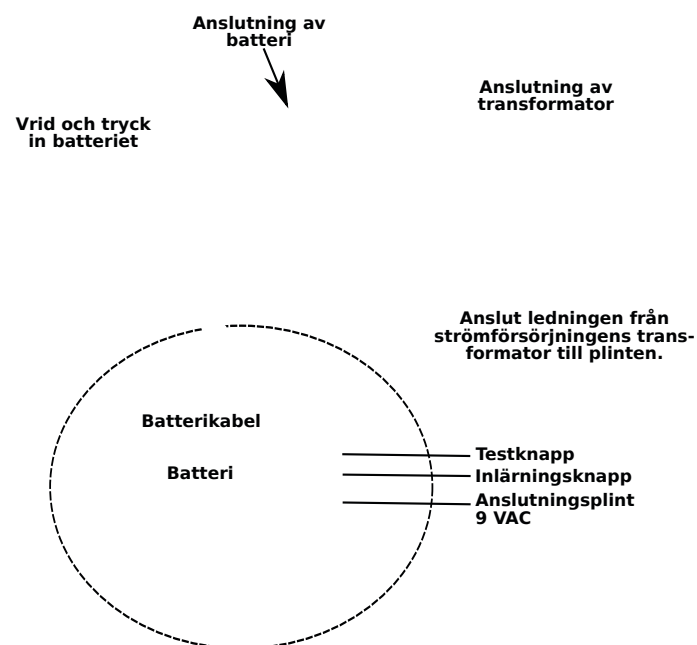 Anslutning av
batteri
Anslutning av
transformator
Vrid och tryck
in batteriet
Anslut ledningen från
strömförsörjningens trans-
formator till plinten.
Batterikabel
Batteri
Testknapp
Inlärningsknapp
Anslutningsplint
9 VAC